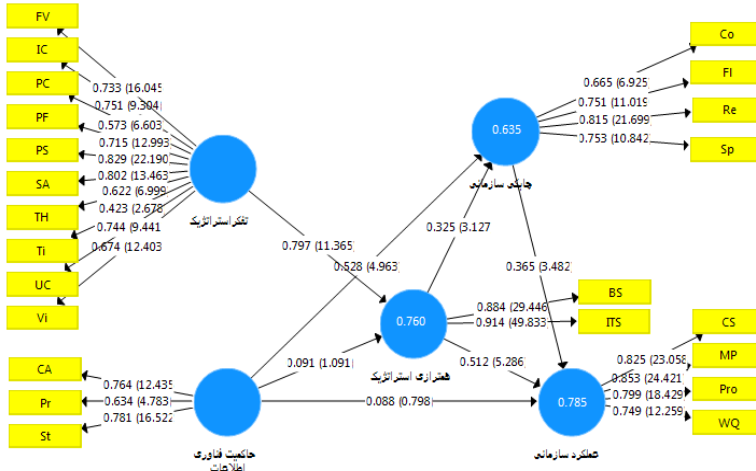 FV
IC
PC
PF
PS
SA
TH
Ti
UC
Vi
0.733 (16.045)
0.751 (9.304)
0.573 (6.603)
0.715 (12.993)
0.829 (22.190)
0.802 (13.463)
0.622 (6.999)
0.423 (2.678)
0.744 (9.441)
0.674 (12.403)
تفکراستراتژیک
0.797 (11.365)
0.528 (4.963)
0.635
چابکی سازمانی
0.665 (6.925)
0.751 (11.019)
0.815 (21.699)
0.753 (10.842)
Co
FI
Re
Sp
0.325 (3.127)
0.365 (3.482)
0.760
همترازی استراتژیک
0.884 (29.446)
0.914 (49.833)
BS
ITS
0.091 (1.091)
0.512 (5.286)
0.088 (0.798)
CA
Pr
St
0.764 (12.435)
0.634 (4.783)
0.781 (16.522)
حاکمیت فناوری
اطلاعات
0.785
عملکرد سازمانی
0.825 (23.058)
0.853 (24.421)
0.799 (18.429)
0.749 (12.259)
CS
MP
Pro
WQ